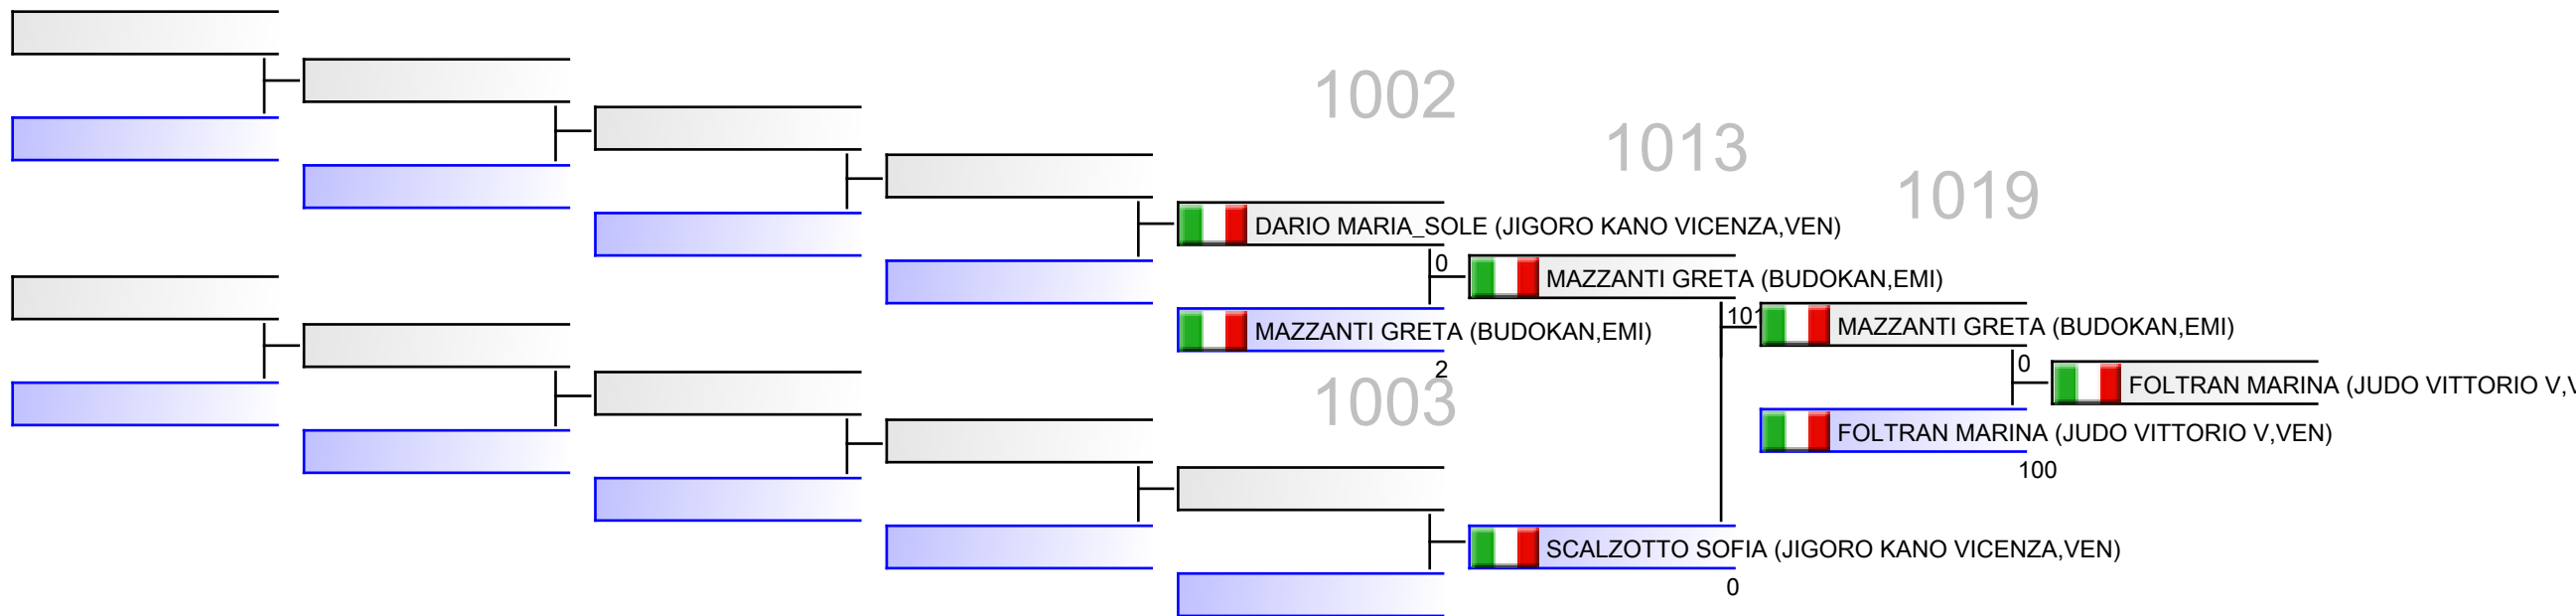 1002
1013
1019
DARIO MARIA_SOLE (JIGORO KANO VICENZA,VEN)
0
MAZZANTI GRETA (BUDOKAN,EMI)
MAZZANTI GRETA (BUDOKAN,EMI)
2
101
MAZZANTI GRETA (BUDOKAN,EMI)
0
FOLTRAN MARINA (JUDO VITTORIO V,V
1003
FOLTRAN MARINA (JUDO VITTORIO V,VEN)
100
SCALZOTTO SOFIA (JIGORO KANO VICENZA,VEN)
0